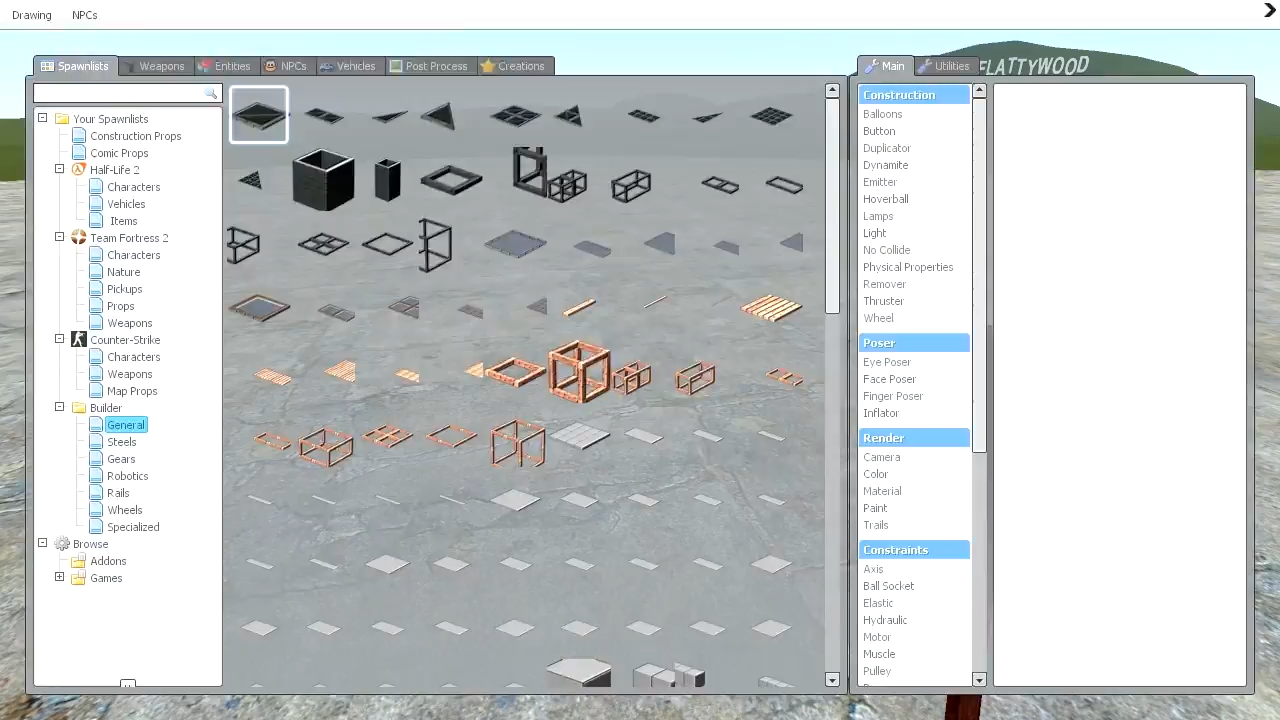 Drawing NPCs
FLATTYWOOD
Spawnlists Weapons Entities NPCs Vehicles Post Process Creations
Main Utilities
Your Spawnlists
Construction Props
Comic Props
Half-Life 2
Characters
Vehicles
Items
Team Fortress 2
Characters
Nature
Pickups
Props
Weapons
Counter-Strike
Characters
Weapons
Map Props
Builder
General
Steels
Gears
Robotics
Rails
Wheels
Specialized
Browse
Addons
Games
Construction
Balloons
Button
Duplicator
Dynamite
Emitter
Hoverball
Lamps
Light
No Collide
Physical Properties
Remover
Thruster
Wheel
Poser
Eye Poser
Face Poser
Finger Poser
Inflator
Render
Camera
Color
Material
Paint
Trails
Constraints
Axis
Ball Socket
Elastic
Hydraulic
Motor
Muscle
Pulley